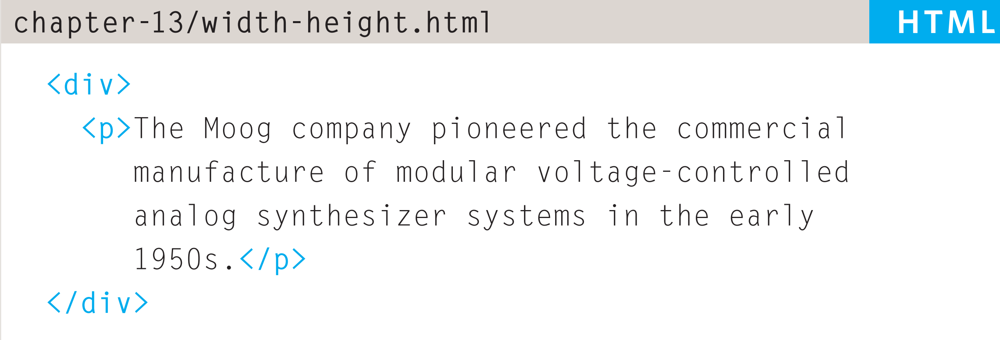 chapter-13/width-height.html HTML
<div>
<p>The Moog company pioneered the commercial
manufacture of modular voltage-controlled
analog synthesizer systems in the early
1950s.</p>
</div>